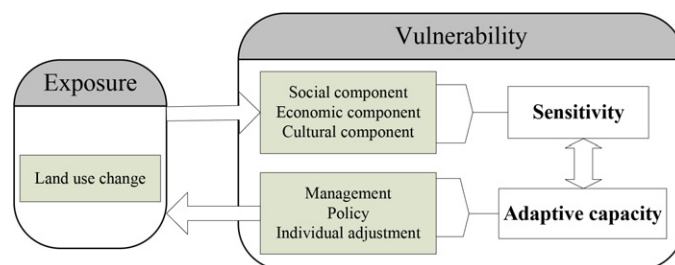 Vulnerability
Exposure
Social component
Economic component
Cultural component
Sensitivity
Land use change
Management
Policy
Individual adjustment
Adaptive capacity